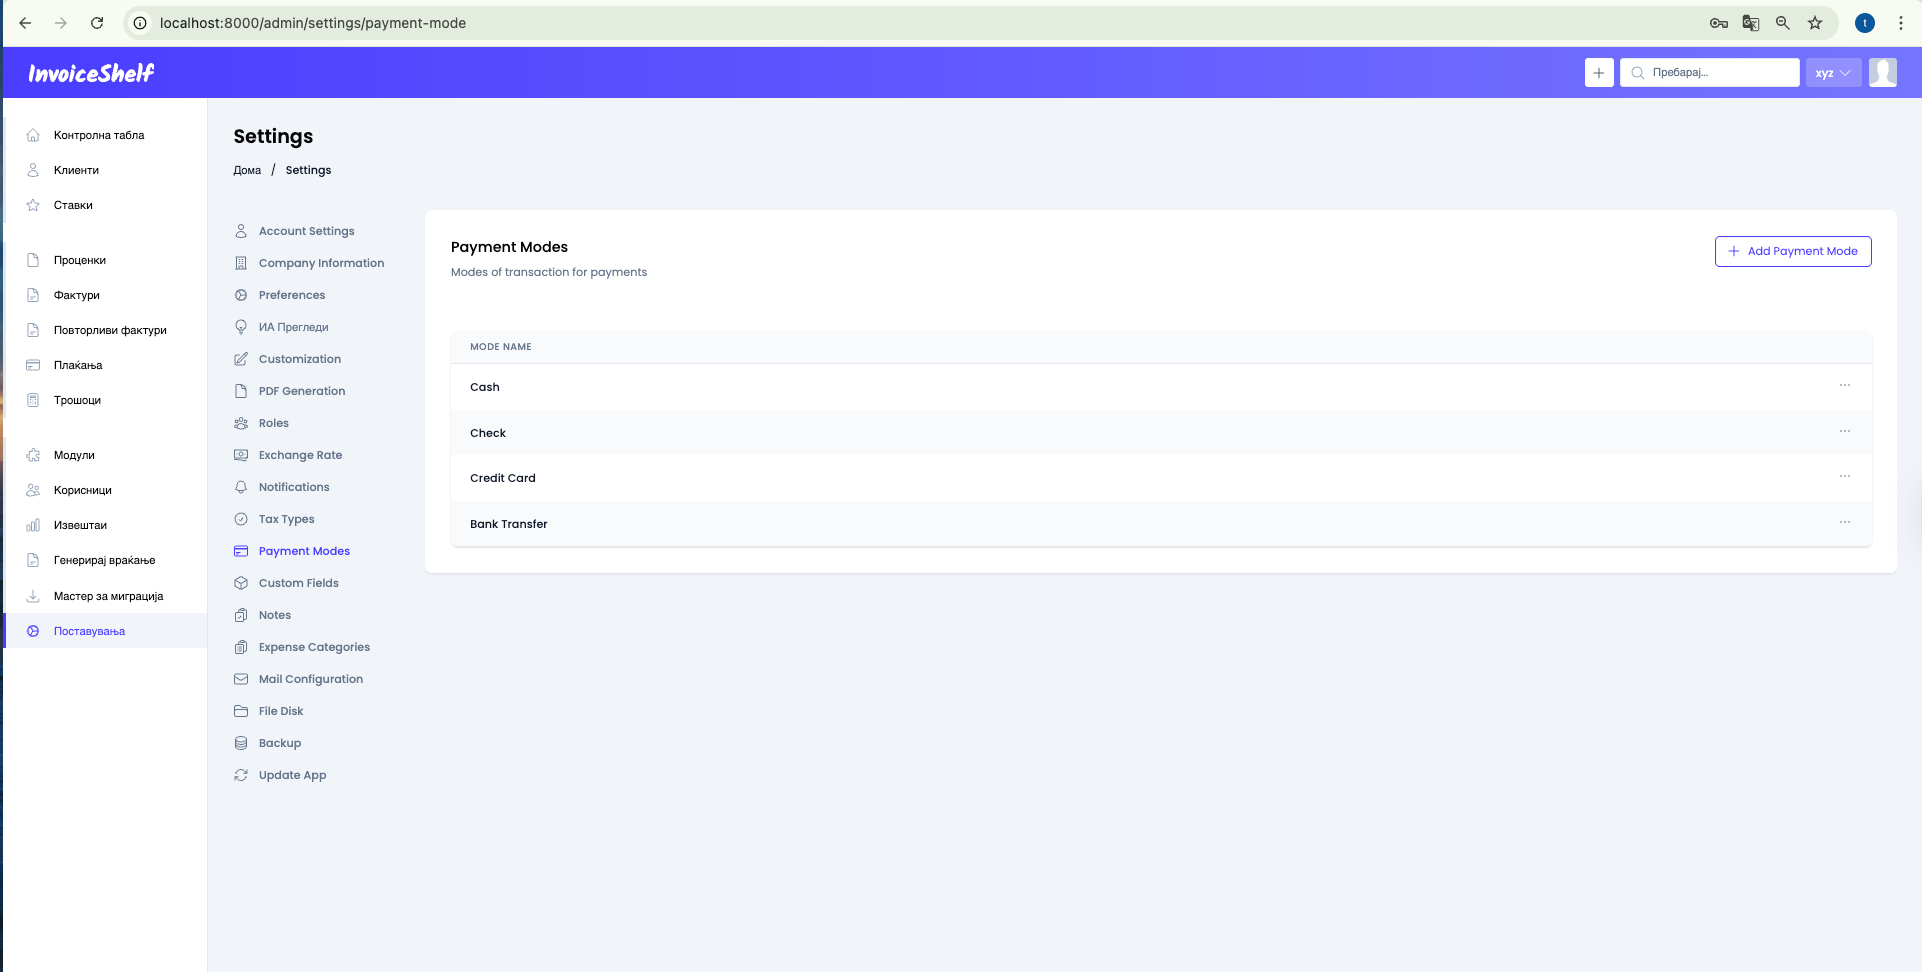 localhost:8000/admin/settings/payment-mode
t
InvoiceShelf
Пребарај...
xyz
Контролна табла
Клиенти
Ставки
Проценки
Фактури
Повторливи фактури
Плаќања
Трошоци
Модули
Корисници
Извештаи
Генерирај враќање
Мастер за миграција
Поставувања
Settings
Дома / Settings
Account Settings
Company Information
Preferences
ИА Прегледи
Customization
PDF Generation
Roles
Exchange Rate
Notifications
Tax Types
Payment Modes
Custom Fields
Notes
Expense Categories
Mail Configuration
File Disk
Backup
Update App
Payment Modes
Modes of transaction for payments
Add Payment Mode
MODE NAME
Cash
Check
Credit Card
Bank Transfer